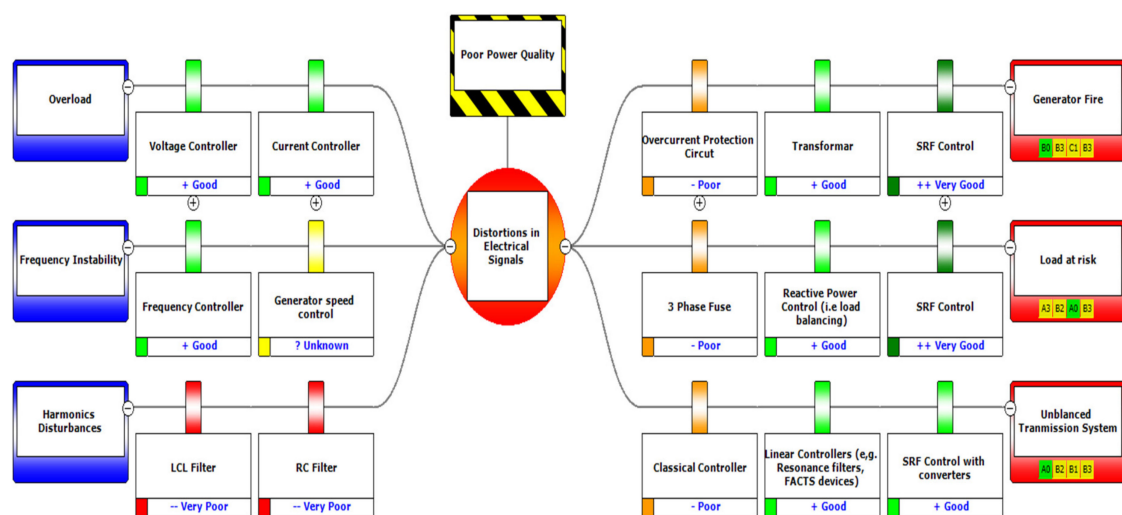 Poor Power Quality
Overload
Voltage Controller
+ Good
Current Controller
+ Good
Overcurrent Protection
Circut
- Poor
Transformar
+ Good
SRF Control
++ Very Good
Generator Fire
B0 B3 C1 B3
Distortions in
Electrical
Signals
Frequency Instability
Frequency Controller
+ Good
Generator speed
control
? Unknown
3 Phase Fuse
- Poor
Reactive Power
Control (i.e load
balancing)
+ Good
SRF Control
++ Very Good
Load at risk
A3 B2 A0 B3
Harmonics
Disturbances
LCL Filter
-- Very Poor
RC Filter
-- Very Poor
Classical Controller
- Poor
Linear Controllers (e,g.
Resonance filters,
FACTS devices)
+ Good
SRF Control with
converters
+ Good
Unblanced
Tranmission System
A0 B2 B1 B3